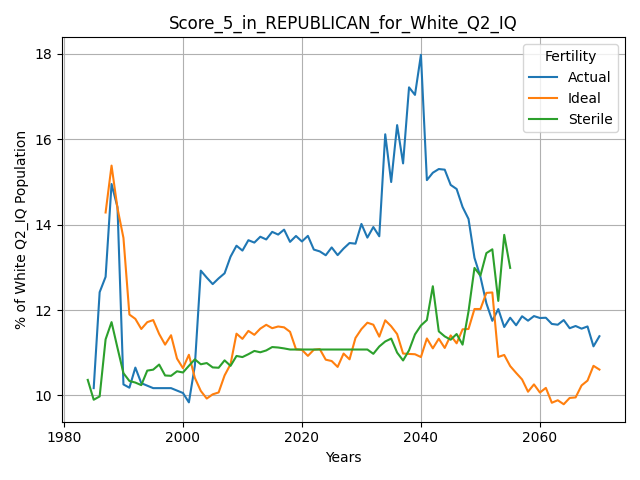 Score_5_in_REPUBLICAN_for_White_Q2_IQ
Fertility
Actual
Ideal
Sterile
% of White Q2_IQ Population
18
16
14
12
10
1980
2000
2020
2040
2060
Years